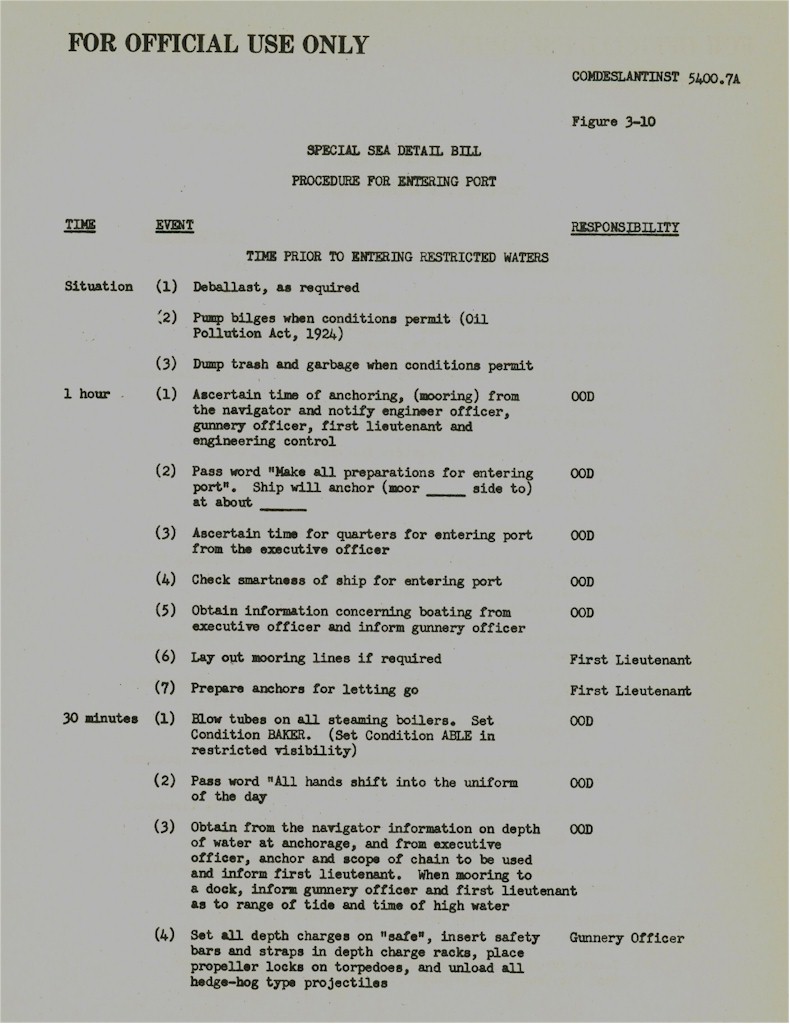 FOR OFFICIAL USE ONLY
COMDESLANTINST 5400.7A
Figure 3-10
SPECIAL SEA DETAIL BILL
PROCEDURE FOR ENTERING PORT
TIME EVENT RESPONSIBILITY
TIME PRIOR TO ENTERING RESTRICTED WATERS
Situation (1) Deballast, as required
(2) Pump bilges when conditions permit (Oil
Pollution Act, 1924)
(3) Dump trash and garbage when conditions permit
1 hour (1) Ascertain time of anchoring, (mooring) from OOD
the navigator and notify engineer officer,
gunnery officer, first lieutenant and
engineering control
(2) Pass word "Make all preparations for entering OOD
port". Ship will anchor (moor _____ side to)
at about ______
(3) Ascertain time for quarters for entering port OOD
from the executive officer
(4) Check smartness of ship for entering port OOD
(5) Obtain information concerning boating from OOD
executive officer and inform gunnery officer
(6) Lay out mooring lines if required First Lieutenant
(7) Prepare anchors for letting go First Lieutenant
30 minutes (1) Blow tubes on all steaming boilers. Set OOD
Condition BAKER. (Set Condition ABLE in
restricted visibility)
(2) Pass word "All hands shift into the uniform OOD
of the day
(3) Obtain from the navigator information on depth OOD
of water at anchorage, and from executive
officer, anchor and scope of chain to be used
and inform first lieutenant. When mooring to
a dock, inform gunnery officer and first lieutenant
as to range of tide and time of high water
(4) Set all depth charges on "safe", insert safety Gunnery Officer
bars and straps in depth charge racks, place
propeller locks on torpedoes, and unload all
hedge-hog type projectiles